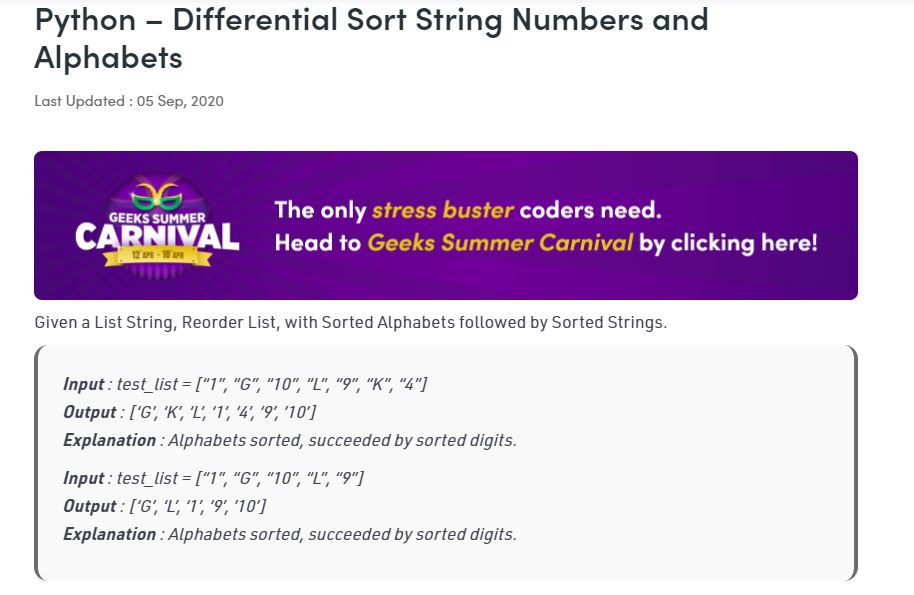 Python – Differential Sort String Numbers and
Alphabets
Last Updated : 05 Sep, 2020
GEEKS SUMMER
CARNIVAL
12 APR - 18 APR
The only stress buster coders need.
Head to Geeks Summer Carnival by clicking here!
Given a List String, Reorder List, with Sorted Alphabets followed by Sorted Strings.
Input : test_list = [“1”, “G”, “10”, “L”, “9”, “K”, “4”]
Output : [‘G’, ‘K’, ‘L’, ‘1’, ‘4’, ‘9’, ‘10’]
Explanation : Alphabets sorted, succeeded by sorted digits.
Input : test_list = [“1”, “G”, “10”, “L”, “9”]
Output : [‘G’, ‘L’, ‘1’, ‘9’, ‘10’]
Explanation : Alphabets sorted, succeeded by sorted digits.